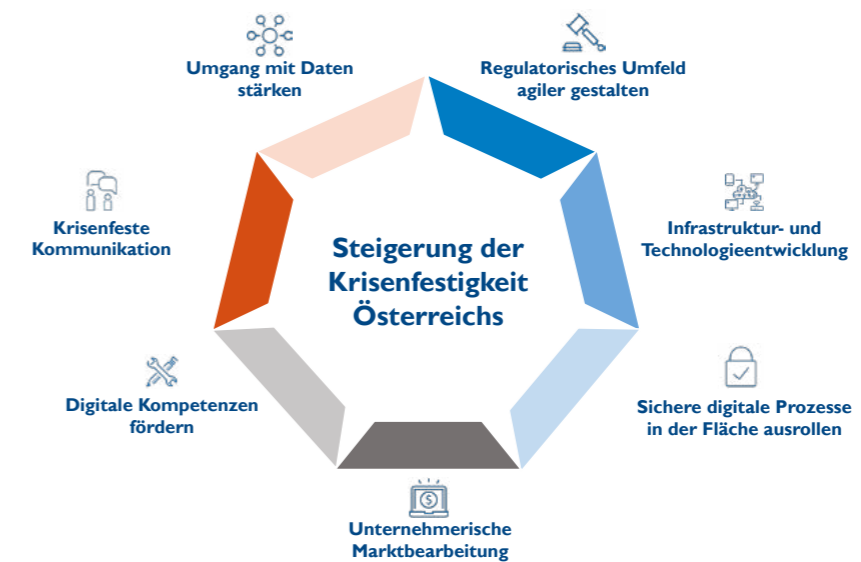 Umgang mit Daten
stärken
Regulatorisches Umfeld
agiler gestalten
Krisenfeste
Kommunikation
Infrastruktur- und
Technologieentwicklung
Steigerung der
Krisenfestigkeit
Österreichs
Digitale Kompetenzen
fördern
Sichere digitale Prozesse
in der Fläche ausrollen
Unternehmerische
Marktbearbeitung